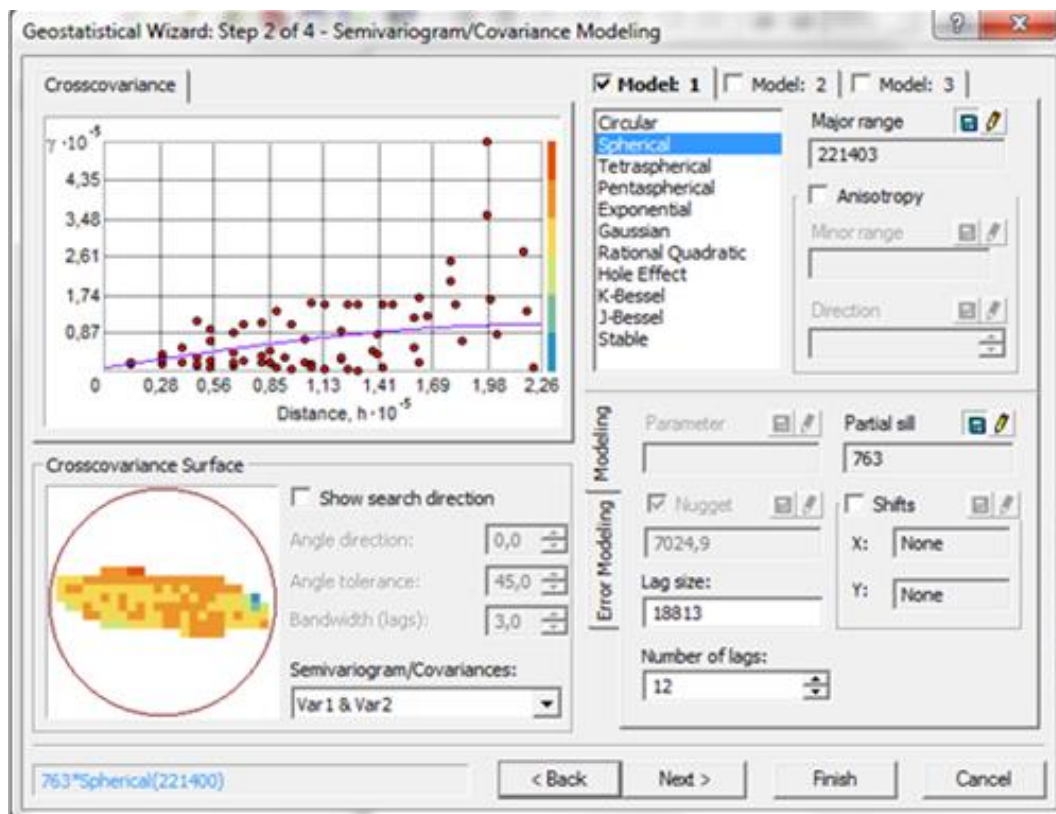 Geostatistical Wizard: Step 2 of 4 - Semivariogram/Covariance Modeling
Crosscovariance
γ·10⁻⁵
4,35
3,48
2,61
1,74
0,87
0 0,28 0,56 0,85 1,13 1,41 1,69 1,98 2,26
Distance, h·10⁻⁵
Crosscovariance Surface
Show search direction
Angle direction: 0,0
Angle tolerance: 45,0
Bandwidth (lags): 3,0
Semivariogram/Covariances:
Var1 & Var2
Model: 1 Model: 2 Model: 3
Circular
Spherical
Tetraspherical
Pentaspherical
Exponential
Gaussian
Rational Quadratic
Hole Effect
K-Bessel
J-Bessel
Stable
Major range
221403
Anisotropy
Minor range
Direction
Modeling
Error Modeling
Parameter
Partial sill
763
Nugget
7024,9
Shifts
X: None
Y: None
Lag size:
18813
Number of lags:
12
763*Spherical(221400)
< Back Next > Finish Cancel